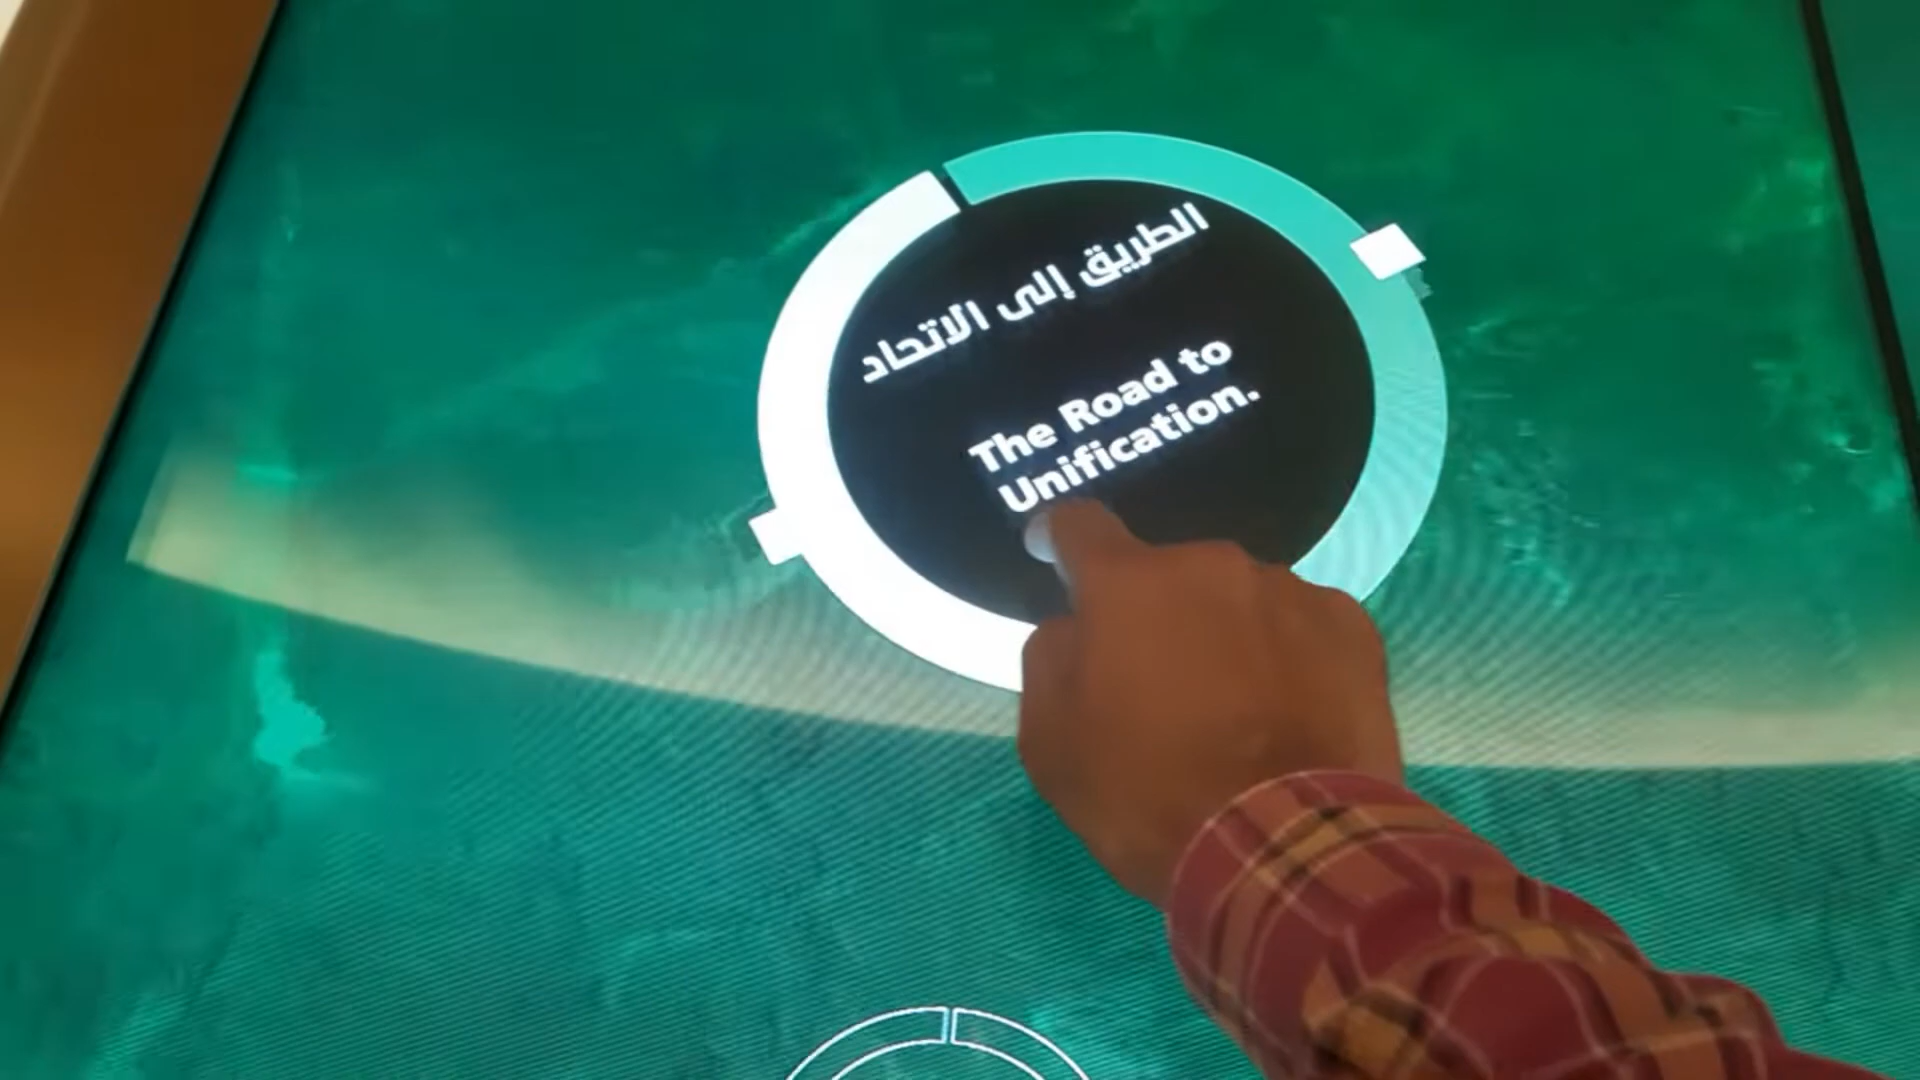 الطريق إلى الاتحاد
The Road to
Unification.